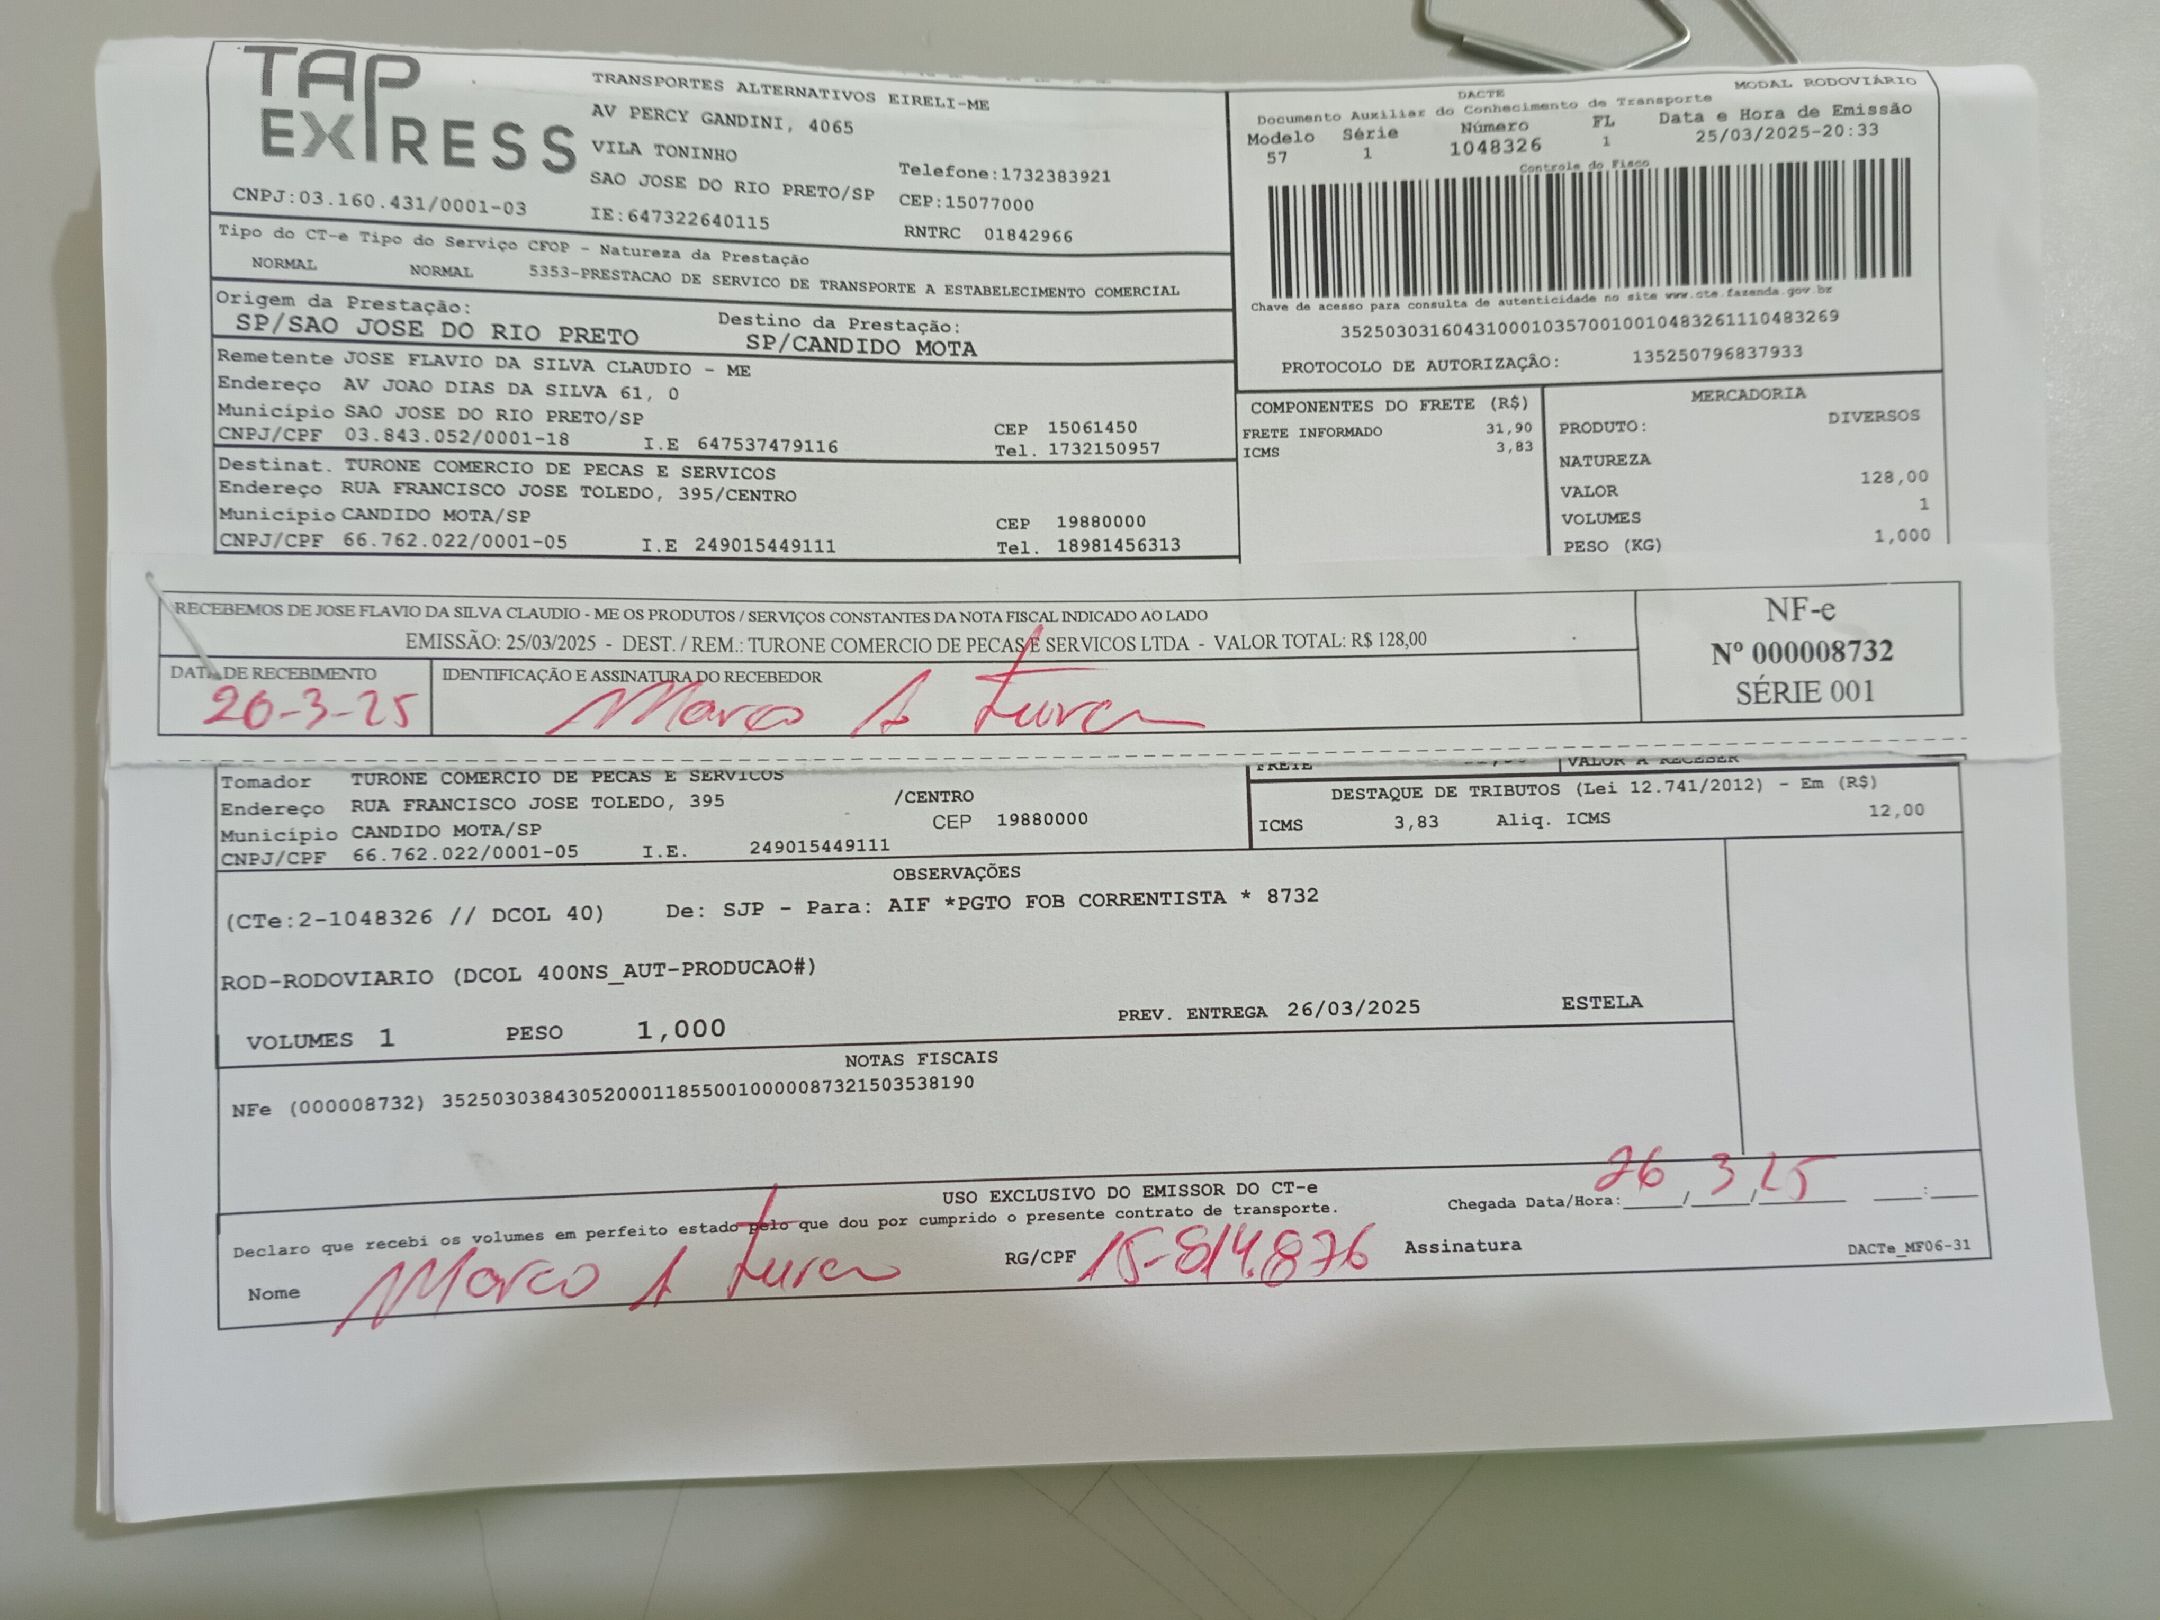 TAP
EXPRESS
CNPJ:03.160.431/0001-03
TRANSPORTES ALTERNATIVOS EIRELI-ME
AV PERCY GANDINI, 4065
VILA TONINHO
SAO JOSE DO RIO PRETO/SP
IE:647322640115
Telefone:1732383921
CEP:15077000
RNTRC 01842966
DACTE
MODAL RODOVIÁRIO
Documento Auxiliar do Conhecimento de Transporte
Modelo Série Número FL Data e Hora de Emissão
57 1 1048326 1 25/03/2025-20:33
Controle do Fisco
Chave de acesso para consulta de autenticidade no site www.cte.fazenda.gov.br
35250303160431000103570010010483261110483269
PROTOCOLO DE AUTORIZAÇÃO: 135250796837933
Tipo do CT-e Tipo do Serviço CFOP - Natureza da Prestação
NORMAL NORMAL 5353-PRESTACAO DE SERVICO DE TRANSPORTE A ESTABELECIMENTO COMERCIAL
Origem da Prestação: Destino da Prestação:
SP/SAO JOSE DO RIO PRETO SP/CANDIDO MOTA
Remetente JOSE FLAVIO DA SILVA CLAUDIO - ME
Endereço AV JOAO DIAS DA SILVA 61, 0
Município SAO JOSE DO RIO PRETO/SP CEP 15061450
CNPJ/CPF 03.843.052/0001-18 I.E 647537479116 Tel. 1732150957
Destinat. TURONE COMERCIO DE PECAS E SERVICOS
Endereço RUA FRANCISCO JOSE TOLEDO, 395/CENTRO
Município CANDIDO MOTA/SP CEP 19880000
CNPJ/CPF 66.762.022/0001-05 I.E 249015449111 Tel. 18981456313
COMPONENTES DO FRETE (R$)
FRETE INFORMADO 31,90
ICMS 3,83
MERCADORIA
PRODUTO: DIVERSOS
NATUREZA
VALOR 128,00
VOLUMES 1
PESO (KG) 1,000
RECEBEMOS DE JOSE FLAVIO DA SILVA CLAUDIO - ME OS PRODUTOS / SERVIÇOS CONSTANTES DA NOTA FISCAL INDICADO AO LADO
EMISSÃO: 25/03/2025 - DEST. / REM.: TURONE COMERCIO DE PECAS E SERVICOS LTDA - VALOR TOTAL: R$ 128,00
DATA DE RECEBIMENTO IDENTIFICAÇÃO E ASSINATURA DO RECEBEDOR
26-3-25 Marco A
NF-e
Nº 000008732
SÉRIE 001
Tomador TURONE COMERCIO DE PECAS E SERVICOS
Endereço RUA FRANCISCO JOSE TOLEDO, 395 /CENTRO
Município CANDIDO MOTA/SP CEP 19880000
CNPJ/CPF 66.762.022/0001-05 I.E. 249015449111
FRETE VALOR A RECEBER
DESTAQUE DE TRIBUTOS (Lei 12.741/2012) - Em (R$)
ICMS 3,83 Aliq. ICMS 12,00
OBSERVAÇÕES
(CTe:2-1048326 // DCOL 40) De: SJP - Para: AIF *PGTO FOB CORRENTISTA * 8732
ROD-RODOVIARIO (DCOL 400NS_AUT-PRODUCAO#)
VOLUMES 1 PESO 1,000 PREV. ENTREGA 26/03/2025 ESTELA
NOTAS FISCAIS
NFe (000008732) 35250303843052000118550010000087321503538190
USO EXCLUSIVO DO EMISSOR DO CT-e
Declaro que recebi os volumes em perfeito estado pelo que dou por cumprido o presente contrato de transporte.
Chegada Data/Hora: 26/3/25 :
Nome Marco A RG/CPF 15-814.876 Assinatura
DACTe_MF06-31